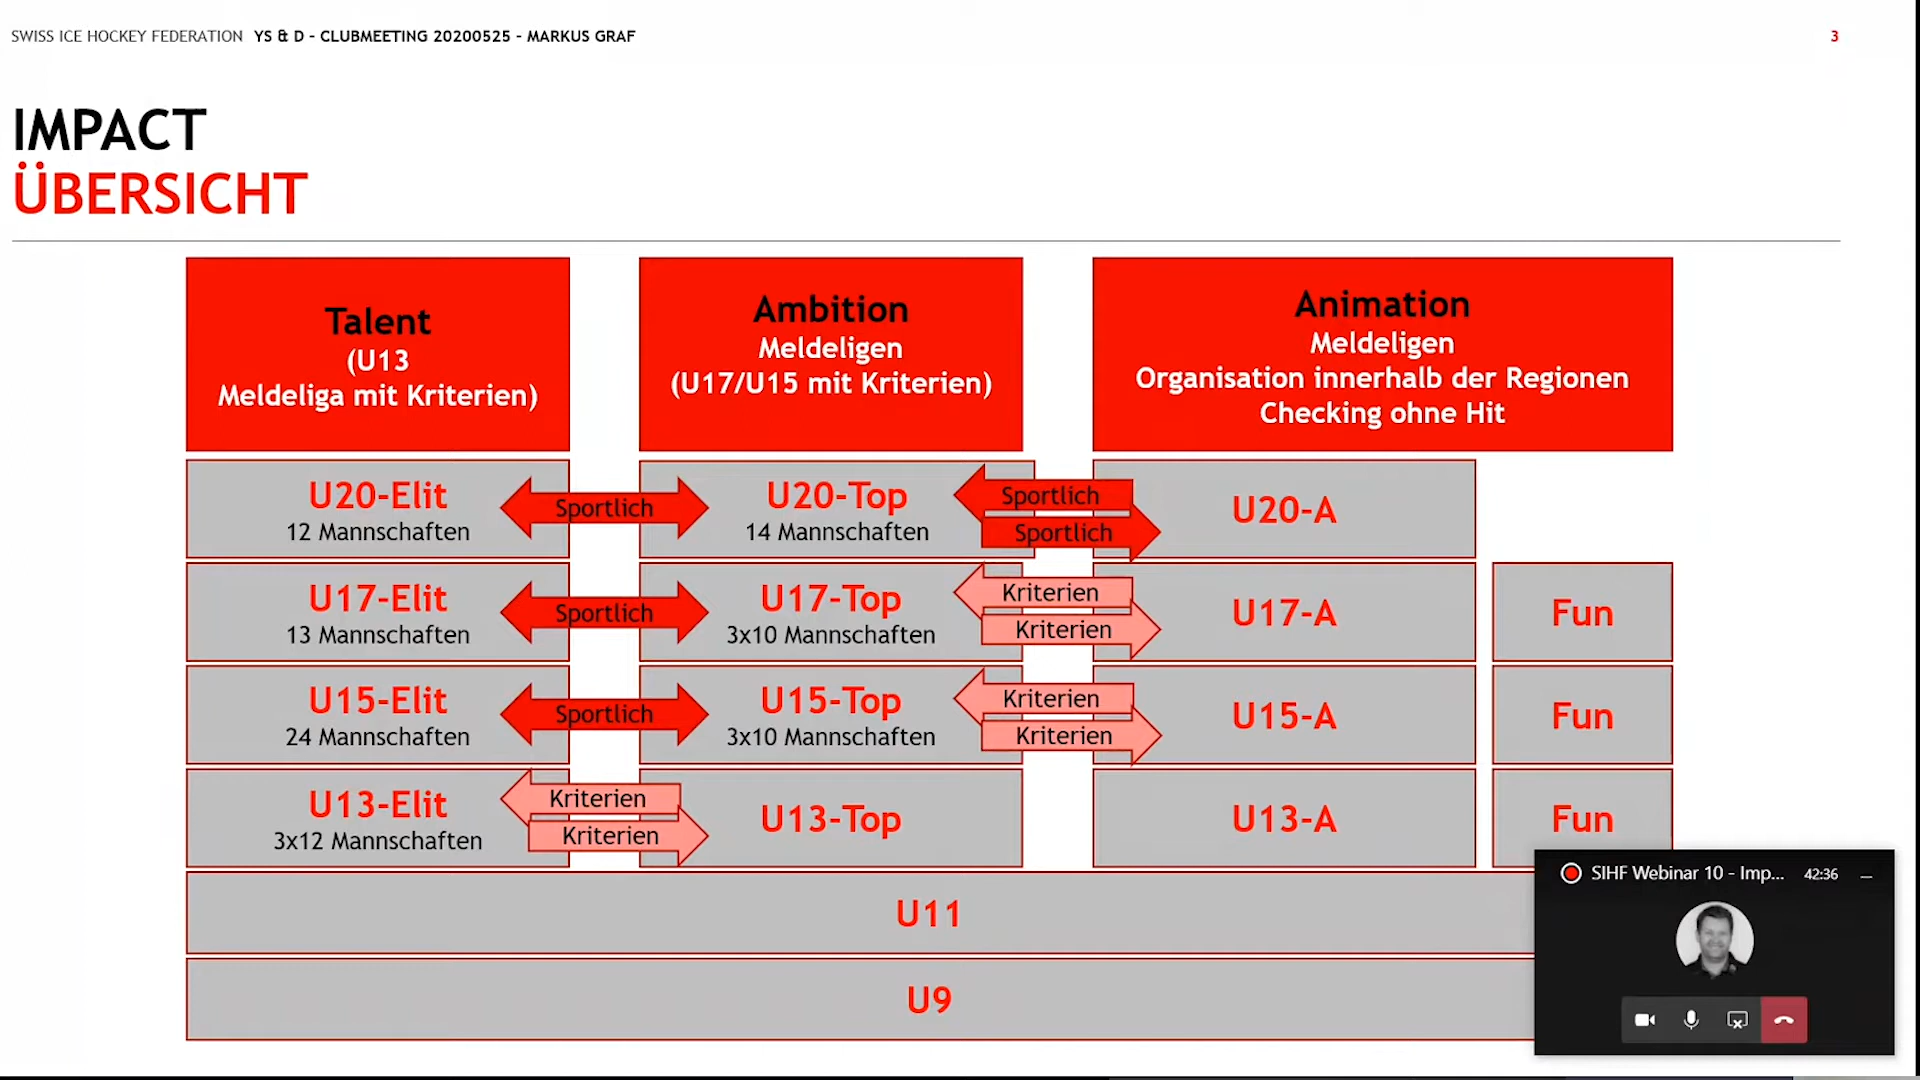 SWISS ICE HOCKEY FEDERATION YS & D - CLUBMEETING 20200525 - MARKUS GRAF
3
IMPACT
ÜBERSICHT
Talent
(U13
Meldeliga mit Kriterien)
Ambition
Meldeligen
(U17/U15 mit Kriterien)
Animation
Meldeligen
Organisation innerhalb der Regionen
Checking ohne Hit
U20-Elit
12 Mannschaften
Sportlich
U20-Top
14 Mannschaften
Sportlich
Sportlich
U20-A
U17-Elit
13 Mannschaften
Sportlich
U17-Top
3x10 Mannschaften
Kriterien
Kriterien
U17-A
Fun
U15-Elit
24 Mannschaften
Sportlich
U15-Top
3x10 Mannschaften
Kriterien
Kriterien
U15-A
Fun
U13-Elit
3x12 Mannschaften
Kriterien
Kriterien
U13-Top
U13-A
Fun
U11
U9
SIHF Webinar 10 - Imp... 42:36